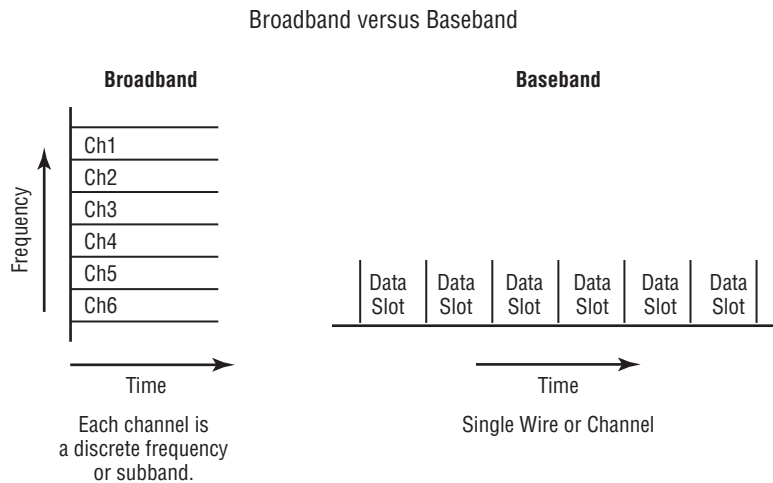 Broadband versus Baseband
Broadband
Frequency
Ch1
Ch2
Ch3
Ch4
Ch5
Ch6
Time
Each channel is
a discrete frequency
or subband.
Baseband
Data Data Data Data Data Data
Slot Slot Slot Slot Slot Slot
Time
Single Wire or Channel